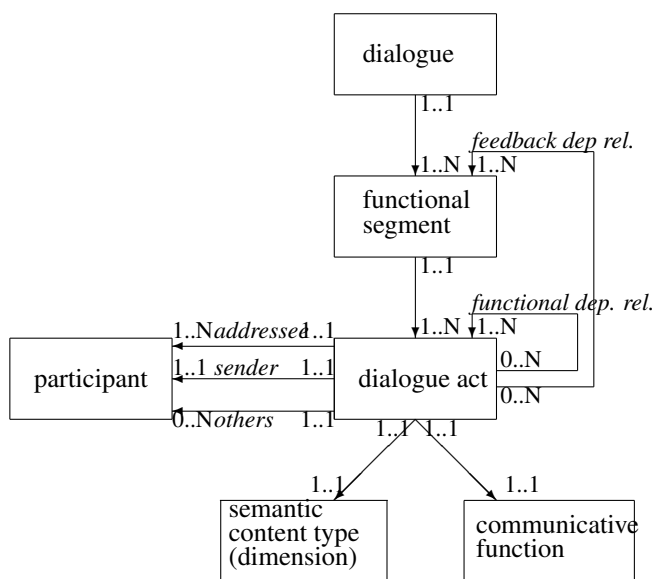 dialogue
1..1
feedback dep rel.
1..N 1..N
functional
segment
1..1
functional dep. rel.
1..N 1..N
1..N addressee 1..1
0..N
participant
1..1 sender 1..1
dialogue act
0..N
0..N others 1..1
1..1 1..1
1..1 1..1
semantic
content type
(dimension)
communicative
function